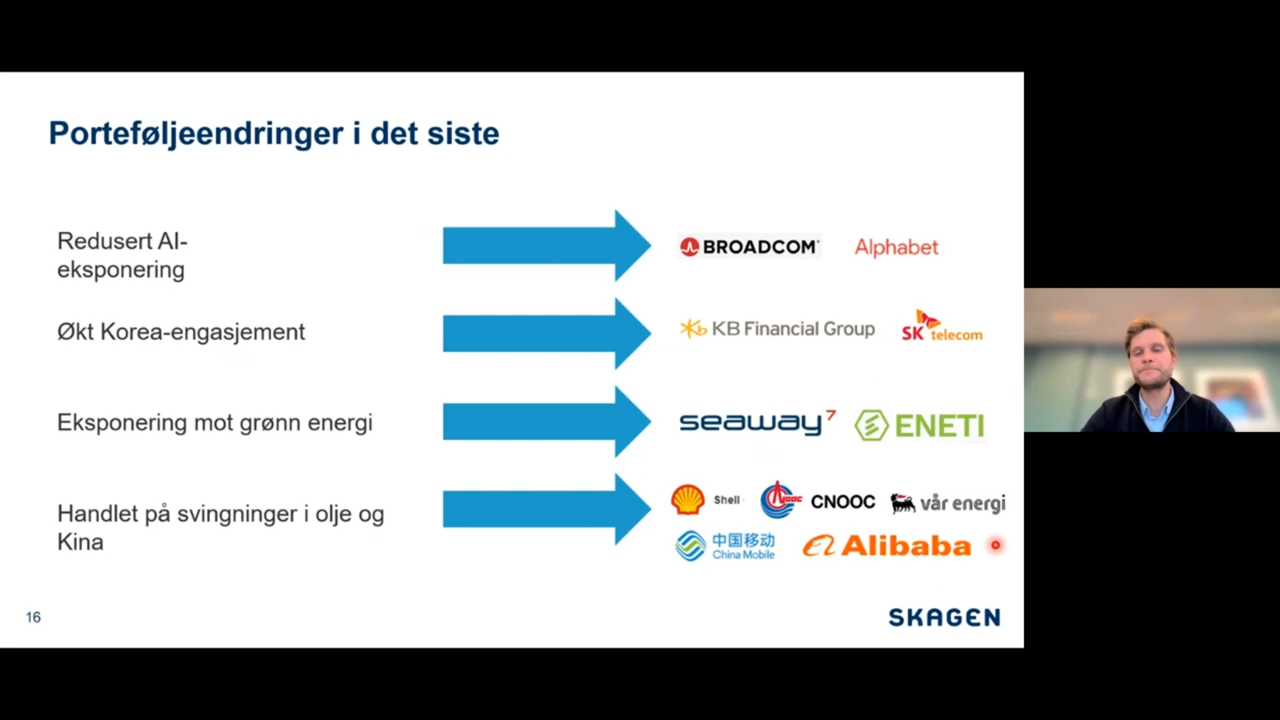 Porteføljeendringer i det siste
Redusert AI-
eksponering
BROADCOM Alphabet
Økt Korea-engasjement
KB Financial Group SK telecom
Eksponering mot grønn energi
seaway7 ENETI
Handlet på svingninger i olje og
Kina
Shell CNOOC CNOOC vår energi
中国移动
China Mobile
Alibaba
16
SKAGEN